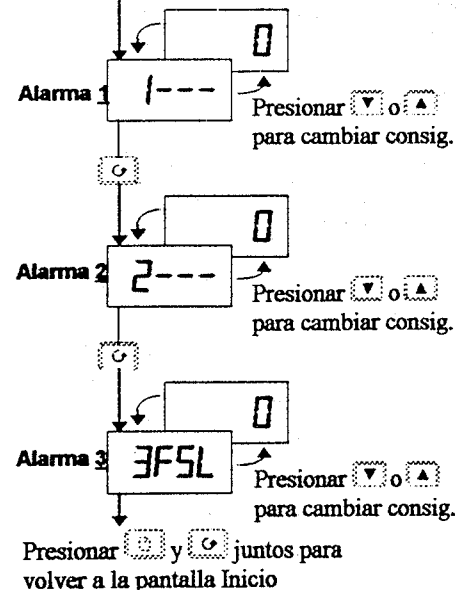 0
Alarma 1 1---
Presionar ▼ o ▲
para cambiar consig.
0
Alarma 2 2---
Presionar ▼ o ▲
para cambiar consig.
0
Alarma 3 3FSL
Presionar ▼ o ▲
para cambiar consig.
Presionar y ↺ juntos para
volver a la pantalla Inicio